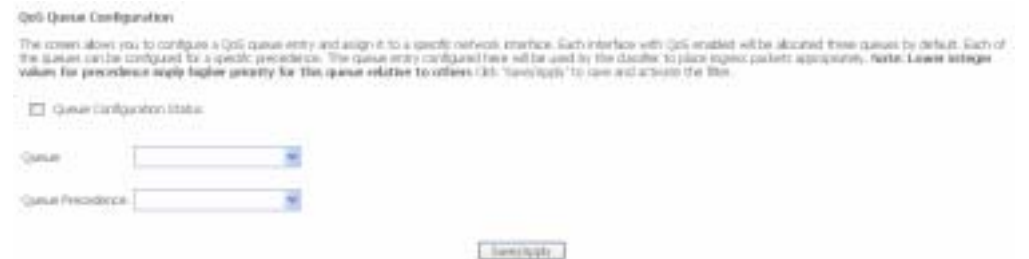 QoS Queue Configuration
The screen allows you to configure a QoS queue entry and assign it to a specific network interface. Each interface with QoS enabled will be allocated three queues by default. Each of
the queues can be configured for a specific precedence. The queue entry configured here will be used by the classifier to place ingress packets appropriately. Note: Lower integer
values for precedence imply higher priority for this queue relative to others Click 'Save/Apply' to save and activate the filter.
Queue Configuration Status
Queue
Queue Precedence
Save/Apply